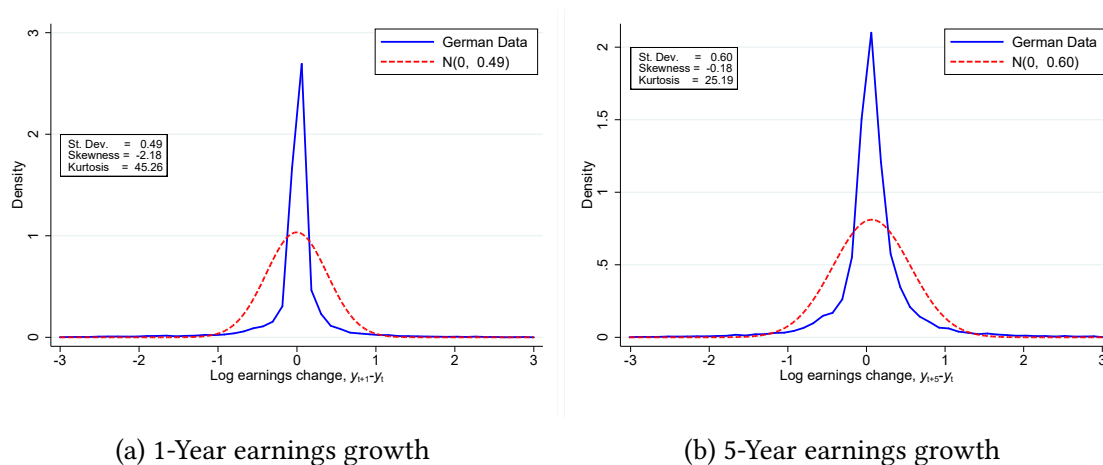 3
2
1
0
Density
German Data
N(0, 0.49)
St. Dev. = 0.49
Skewness = -2.18
Kurtosis = 45.26
-3 -2 -1 0 1 2 3
Log earnings change, yt+1-yt
(a) 1-Year earnings growth
2
1.5
1
.5
0
Density
St. Dev. = 0.60
Skewness = -0.18
Kurtosis = 25.19
German Data
N(0, 0.60)
-3 -2 -1 0 1 2 3
Log earnings change, yt+5-yt
(b) 5-Year earnings growth